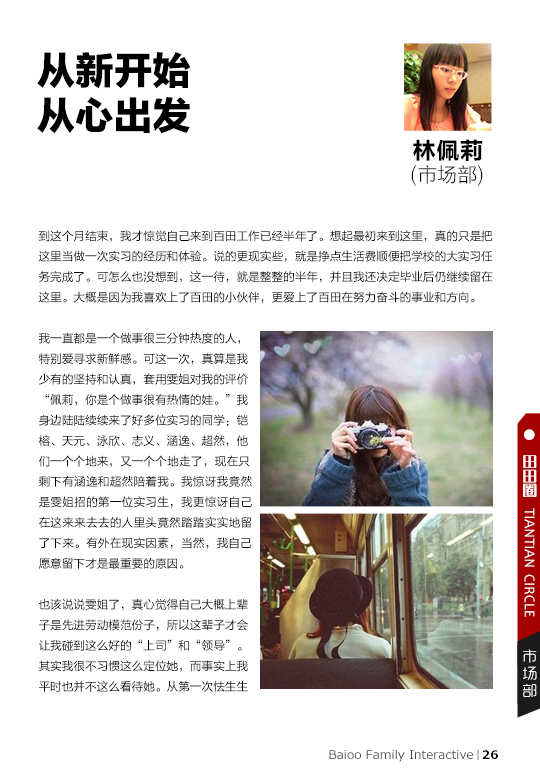 从新开始
从心出发
林佩莉
(市场部)
到这个月结束，我才惊觉自己来到百田工作已经半年了。想起最初来到这里，真的只是把
这里当做一次实习的经历和体验。说的更现实些，就是挣点生活费顺便把学校的大实习任
务完成了。可怎么也没想到，这一待，就是整整的半年，并且我还决定毕业后仍继续留在
这里。大概是因为我喜欢上了百田的小伙伴，更爱上了百田在努力奋斗的事业和方向。
我一直都是一个做事很三分钟热度的人，
特别爱寻求新鲜感。可这一次，真算是我
少有的坚持和认真，套用雯姐对我的评价
“佩莉，你是个做事很有热情的娃。”我
身边陆陆续续来了好多位实习的同学；铠
榕、天元、泳欣、志义、涵逸、超然，他
们一个个地来，又一个个地走了，现在只
剩下有涵逸和超然陪着我。我惊讶我竟然
是雯姐招的第一位实习生，我更惊讶自己
在这来来去去的人里头竟然踏踏实实地留
了下来。有外在现实因素，当然，我自己
愿意留下才是最重要的原因。
也该说说雯姐了，真心觉得自己大概上辈
子是先进劳动模范份子，所以这辈子才会
让我碰到这么好的“上司”和“领导”。
其实我很不习惯这么定位她，而事实上我
平时也并不这么看待她。从第一次怯生生
田田圈 TIANTIAN CIRCLE
市场部
Baioo Family Interactive | 26